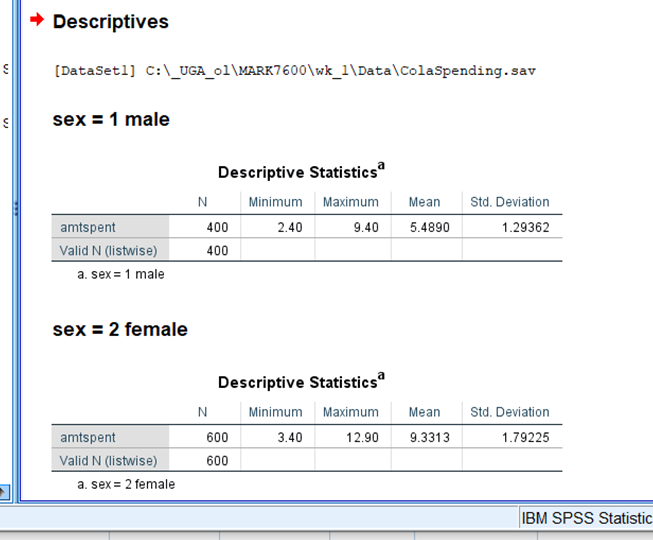 Descriptives
[DataSet1] C:\_UGA_ol\MARK7600\wk_1\Data\ColaSpending.sav
sex = 1 male
Descriptive Statisticsa
N Minimum Maximum Mean Std. Deviation
amtspent 400 2.40 9.40 5.4890 1.29362
Valid N (listwise) 400
a. sex = 1 male
sex = 2 female
Descriptive Statisticsa
N Minimum Maximum Mean Std. Deviation
amtspent 600 3.40 12.90 9.3313 1.79225
Valid N (listwise) 600
a. sex = 2 female
IBM SPSS Statistic